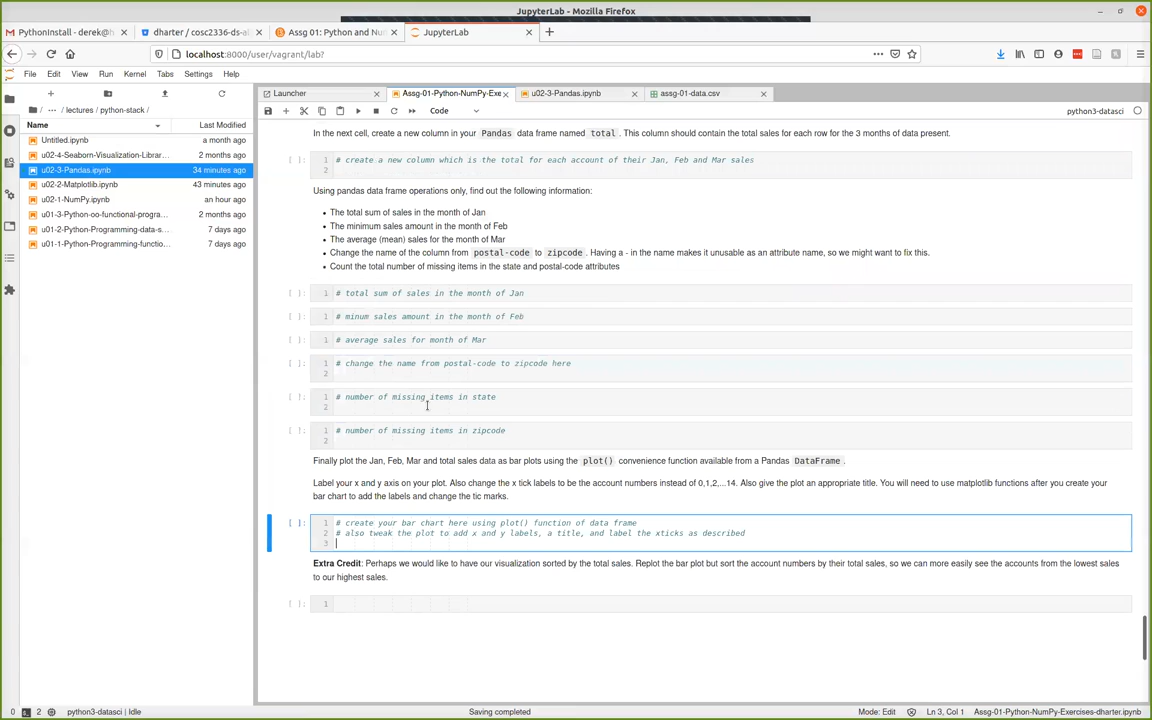 JupyterLab - Mozilla Firefox
PythonInstall - derek@h
dharter / cosc2336-ds-al
Assg 01: Python and Num
JupyterLab
localhost:8000/user/vagrant/lab?
File Edit View Run Kernel Tabs Settings Help
Launcher
Assg-01-Python-NumPy-Exe
u02-3-Pandas.ipynb
assg-01-data.csv
/ ... / lectures / python-stack /
Code
python3-datasci
Name Last Modified
Untitled.ipynb a month ago
u02-4-Seaborn-Visualization-Librar... 2 months ago
u02-3-Pandas.ipynb 34 minutes ago
u02-2-Matplotlib.ipynb 43 minutes ago
u02-1-NumPy.ipynb an hour ago
u01-3-Python-oo-functional-progra... 2 months ago
u01-2-Python-Programming-data-s... 7 days ago
u01-1-Python-Programming-functio... 7 days ago
In the next cell, create a new column in your Pandas data frame named total. This column should contain the total sales for each row for the 3 months of data present.
[ ]: 1 # create a new column which is the total for each account of their Jan, Feb and Mar sales
2
Using pandas data frame operations only, find out the following information:
• The total sum of sales in the month of Jan
• The minimum sales amount in the month of Feb
• The average (mean) sales for the month of Mar
• Change the name of the column from postal-code to zipcode. Having a - in the name makes it unusable as an attribute name, so we might want to fix this.
• Count the total number of missing items in the state and postal-code attributes
[ ]: 1 # total sum of sales in the month of Jan
[ ]: 1 # minum sales amount in the month of Feb
[ ]: 1 # average sales for month of Mar
[ ]: 1 # change the name from postal-code to zipcode here
2
[ ]: 1 # number of missing items in state
2
[ ]: 1 # number of missing items in zipcode
2
Finally plot the Jan, Feb, Mar and total sales data as bar plots using the plot() convenience function available from a Pandas DataFrame.
Label your x and y axis on your plot. Also change the x tick labels to be the account numbers instead of 0,1,2,...14. Also give the plot an appropriate title. You will need to use matplotlib functions after you create your
bar chart to add the labels and change the tic marks.
[ ]: 1 # create your bar chart here using plot() function of data frame
2 # also tweak the plot to add x and y labels, a title, and label the xticks as described
3
Extra Credit: Perhaps we would like to have our visualization sorted by the total sales. Replot the bar plot but sort the account numbers by their total sales, so we can more easily see the accounts from the lowest sales
to our highest sales.
[ ]: 1
0 2 python3-datasci | Idle
Saving completed
Mode: Edit
Ln 3, Col 1
Assg-01-Python-NumPy-Exercises-dharter.ipynb